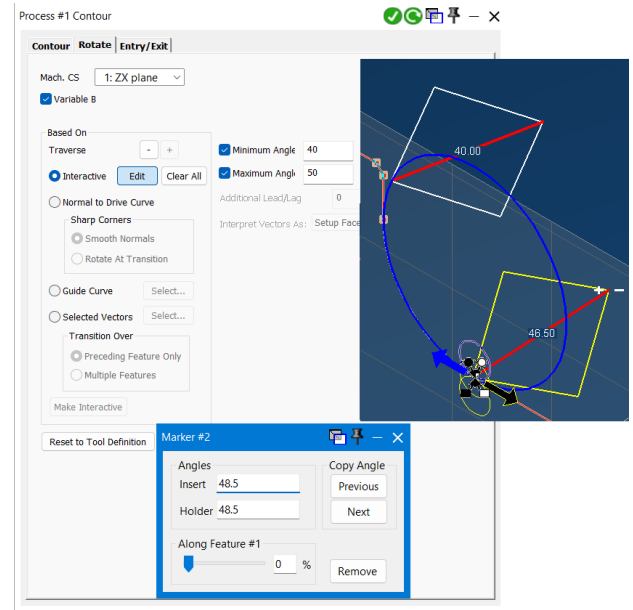 Process #1 Contour
Contour Rotate Entry/Exit
Mach. CS 1: ZX plane
Variable B
Based On
Traverse - +
Interactive Edit Clear All
Normal to Drive Curve
Sharp Corners
Smooth Normals
Rotate At Transition
Guide Curve Select...
Selected Vectors Select...
Transition Over
Preceding Feature Only
Multiple Features
Make Interactive
Reset to Tool Definition
Minimum Angle 40
Maximum Angle 50
Additional Lead/Lag 0
Interpret Vectors As: Setup Face
40.00
46.50
Marker #2
Angles
Insert 48.5
Holder 48.5
Copy Angle
Previous
Next
Along Feature #1
0 %
Remove